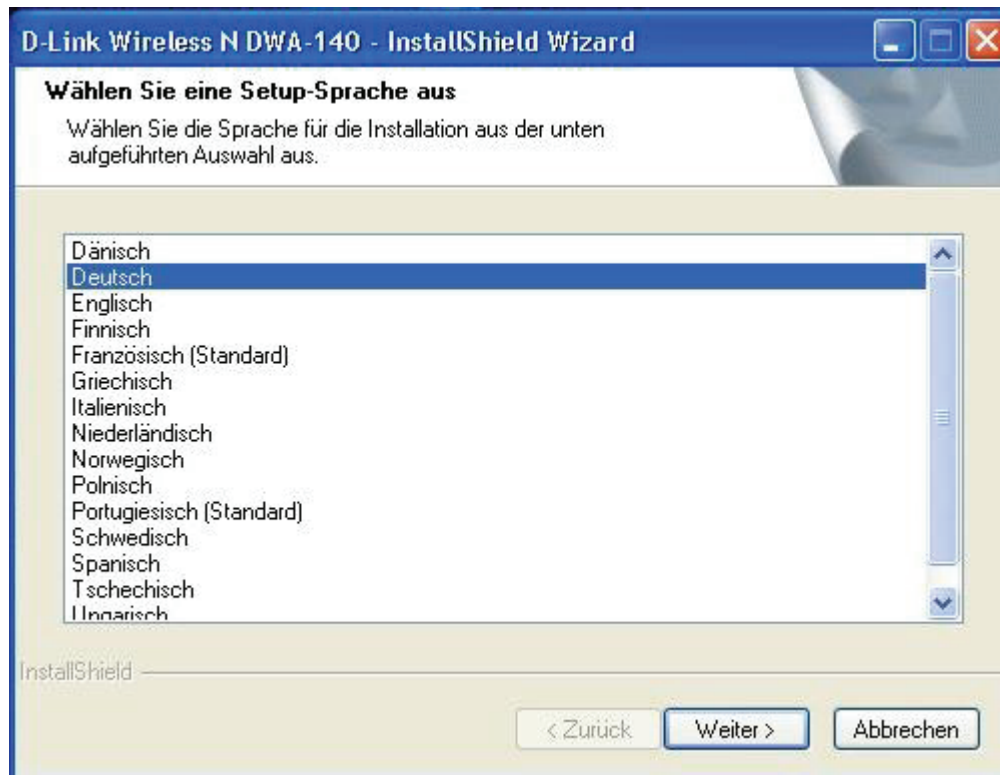 D-Link Wireless N DWA-140 - InstallShield Wizard
Wählen Sie eine Setup-Sprache aus
Wählen Sie die Sprache für die Installation aus der unten
aufgeführten Auswahl aus.
Dänisch
Deutsch
Englisch
Finnisch
Französisch (Standard)
Griechisch
Italienisch
Niederländisch
Norwegisch
Polnisch
Portugiesisch (Standard)
Schwedisch
Spanisch
Tschechisch
Ungarisch
InstallShield
< Zurück
Weiter >
Abbrechen